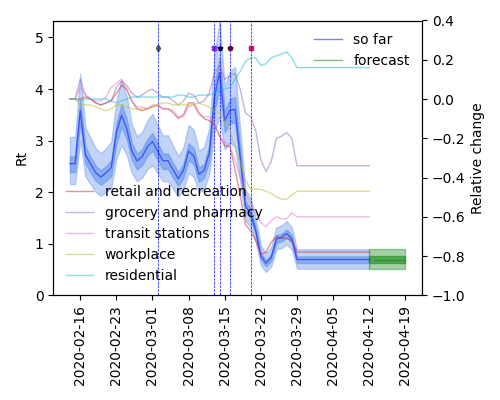 so far
forecast
retail and recreation
grocery and pharmacy
transit stations
workplace
residential
Rt
5
4
3
2
1
0
Relative change
0.4
0.2
0.0
−0.2
−0.4
−0.6
−0.8
−1.0
2020-02-16
2020-02-23
2020-03-01
2020-03-08
2020-03-15
2020-03-22
2020-03-29
2020-04-05
2020-04-12
2020-04-19